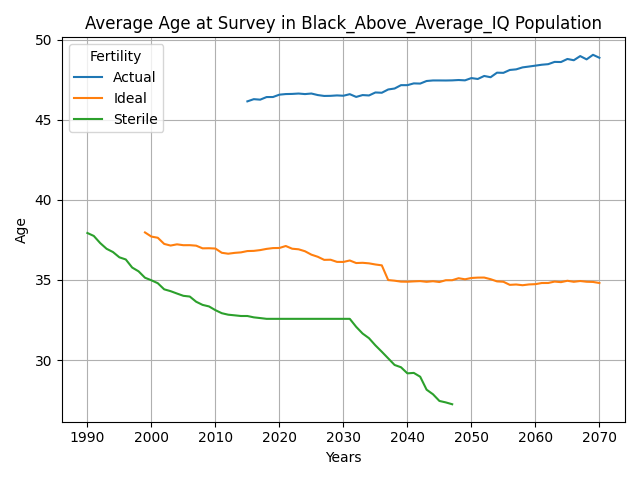 Average Age at Survey in Black_Above_Average_IQ Population
Fertility
Actual
Ideal
Sterile
50
45
40
35
30
Age
1990
2000
2010
2020
2030
2040
2050
2060
2070
Years